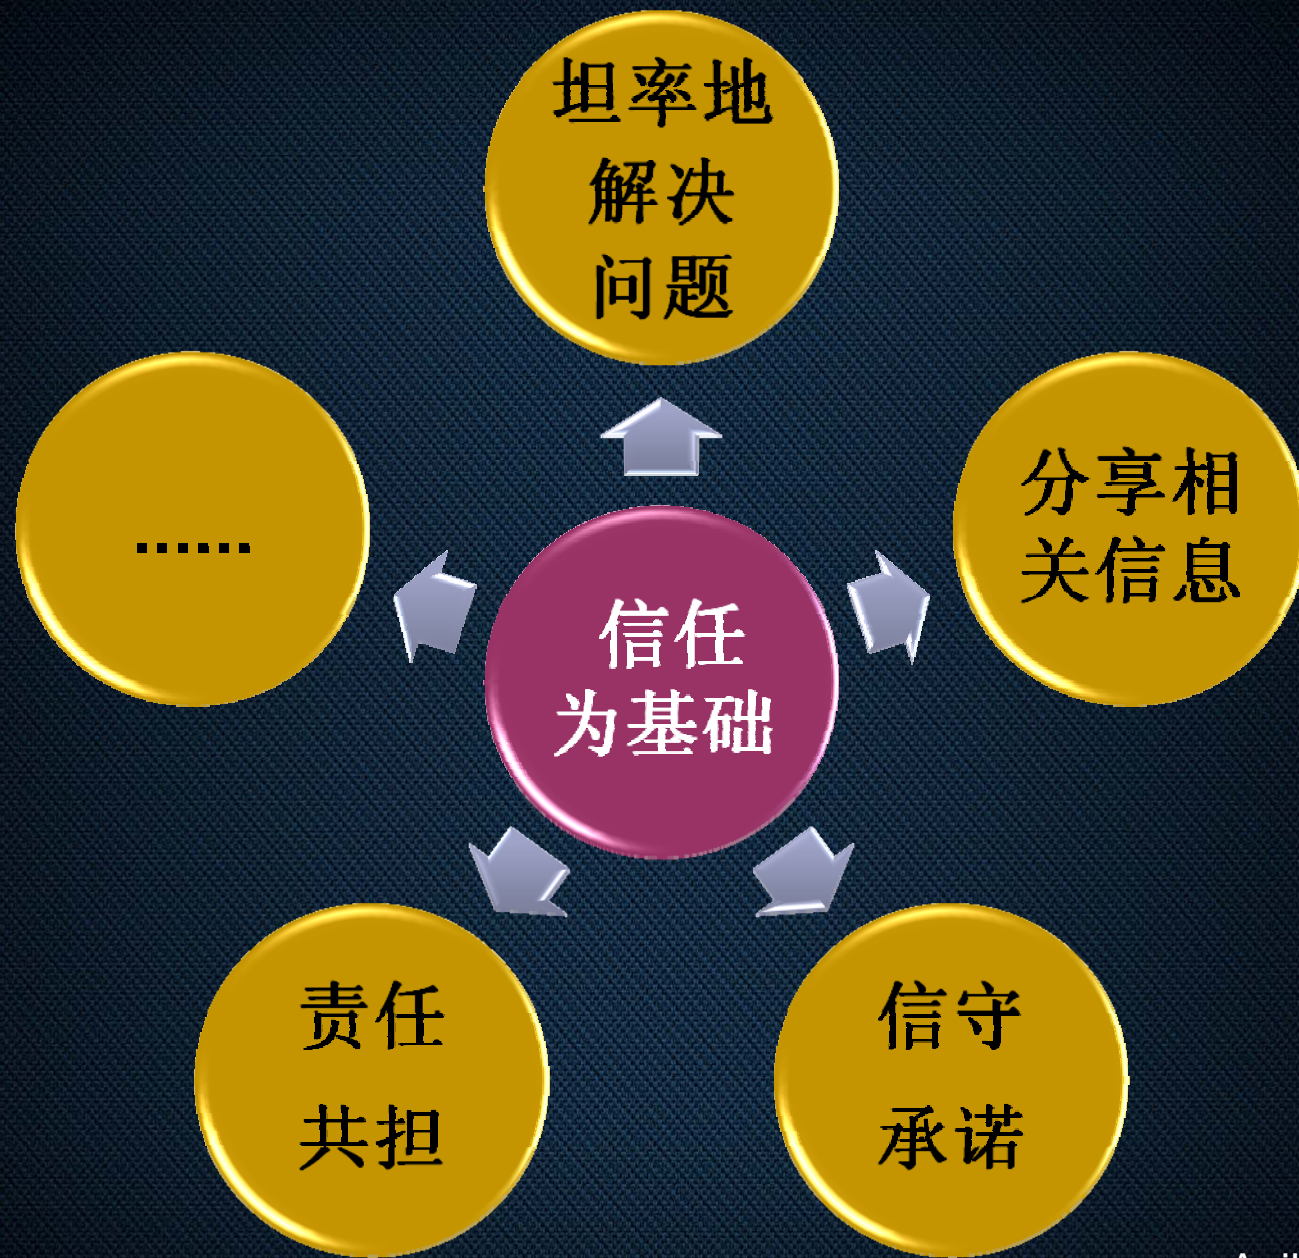 坦率地
解决
问题
分享相
关信息
信任
为基础
......
责任
共担
信守
承诺